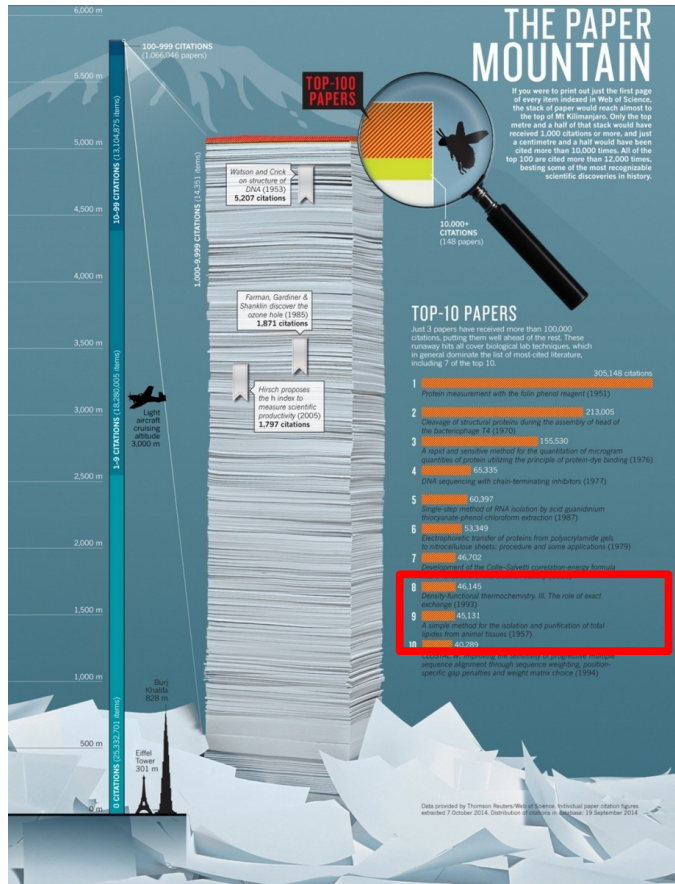 THE PAPER
MOUNTAIN
If you were to print out just the first page
of every item indexed in Web of Science,
the stack of paper would reach almost to
the top of Mt Kilimanjaro. Only the top
metre and a half of that stack would have
received 1,000 citations or more, and just
a centimetre and a half would have been
cited more than 10,000 times. All of the
top 100 are cited more than 12,000 times,
besting some of the most recognizable
scientific discoveries in history.
6,000 m
5,500 m
5,000 m
4,500 m
4,000 m
3,500 m
3,000 m
2,500 m
2,000 m
1,500 m
1,000 m
500 m
0 m
100–999 CITATIONS
(1,066,046 papers)
10–99 CITATIONS (13,104,875 items)
1–9 CITATIONS (18,280,005 items)
0 CITATIONS (25,332,701 items)
1,000–9,999 CITATIONS (14,351 items)
TOP-100
PAPERS
10,000+
CITATIONS
(148 papers)
Watson and Crick
on structure of
DNA (1953)
5,207 citations
Farman, Gardiner &
Shanklin discover the
ozone hole (1985)
1,871 citations
Hirsch proposes
the h index to
measure scientific
productivity (2005)
1,797 citations
Light
aircraft
cruising
altitude
3,000 m
Burj
Khalifa
828 m
Eiffel
Tower
301 m
TOP-10 PAPERS
Just 3 papers have received more than 100,000
citations, putting them well ahead of the rest. These
runaway hits all cover biological lab techniques, which
in general dominate the list of most-cited literature,
including 7 of the top 10.
305,148 citations
1
Protein measurement with the folin phenol reagent (1951)
2 213,005
Cleavage of structural proteins during the assembly of head of
the bacteriophage T4 (1970)
3 155,530
A rapid and sensitive method for the quantitation of microgram
quantities of protein utilizing the principle of protein-dye binding (1976)
4 65,335
DNA sequencing with chain-terminating inhibitors (1977)
5 60,397
Single-step method of RNA isolation by acid guanidinium
thiocyanate-phenol-chloroform extraction (1987)
6 53,349
Electrophoretic transfer of proteins from polyacrylamide gels
to nitrocellulose sheets: procedure and some applications (1979)
7 46,702
Development of the Colle-Salvetti correlation-energy formula
8 46,145
Density-functional thermochemistry. III. The role of exact
exchange (1993)
9 45,131
A simple method for the isolation and purification of total
lipides from animal tissues (1957)
10 40,289
sequence alignment through sequence weighting, position-
specific gap penalties and weight matrix choice (1994)
Data provided by Thomson Reuters/Web of Science. Individual paper citation figures
extracted 7 October 2014. Distribution of citations in database: 19 September 2014